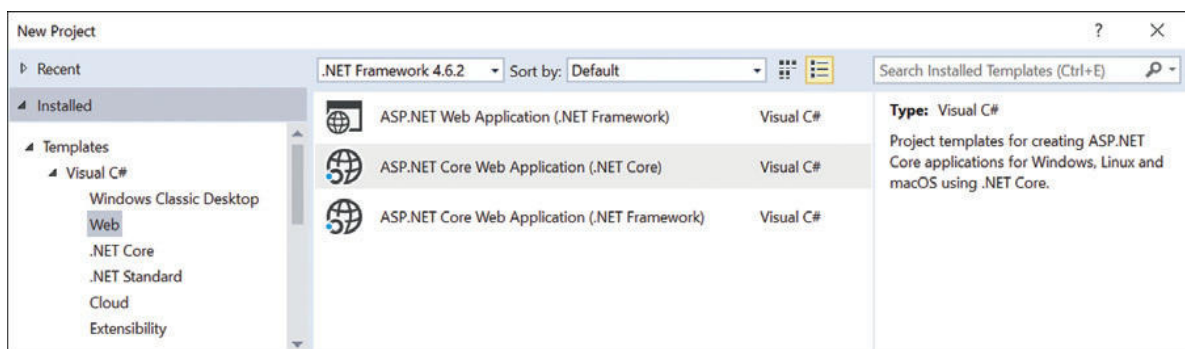 New Project
?
Recent
.NET Framework 4.6.2
Sort by: Default
Search Installed Templates (Ctrl+E)
Installed
Templates
Visual C#
Windows Classic Desktop
Web
.NET Core
.NET Standard
Cloud
Extensibility
ASP.NET Web Application (.NET Framework) Visual C#
ASP.NET Core Web Application (.NET Core) Visual C#
ASP.NET Core Web Application (.NET Framework) Visual C#
Type: Visual C#
Project templates for creating ASP.NET
Core applications for Windows, Linux and
macOS using .NET Core.